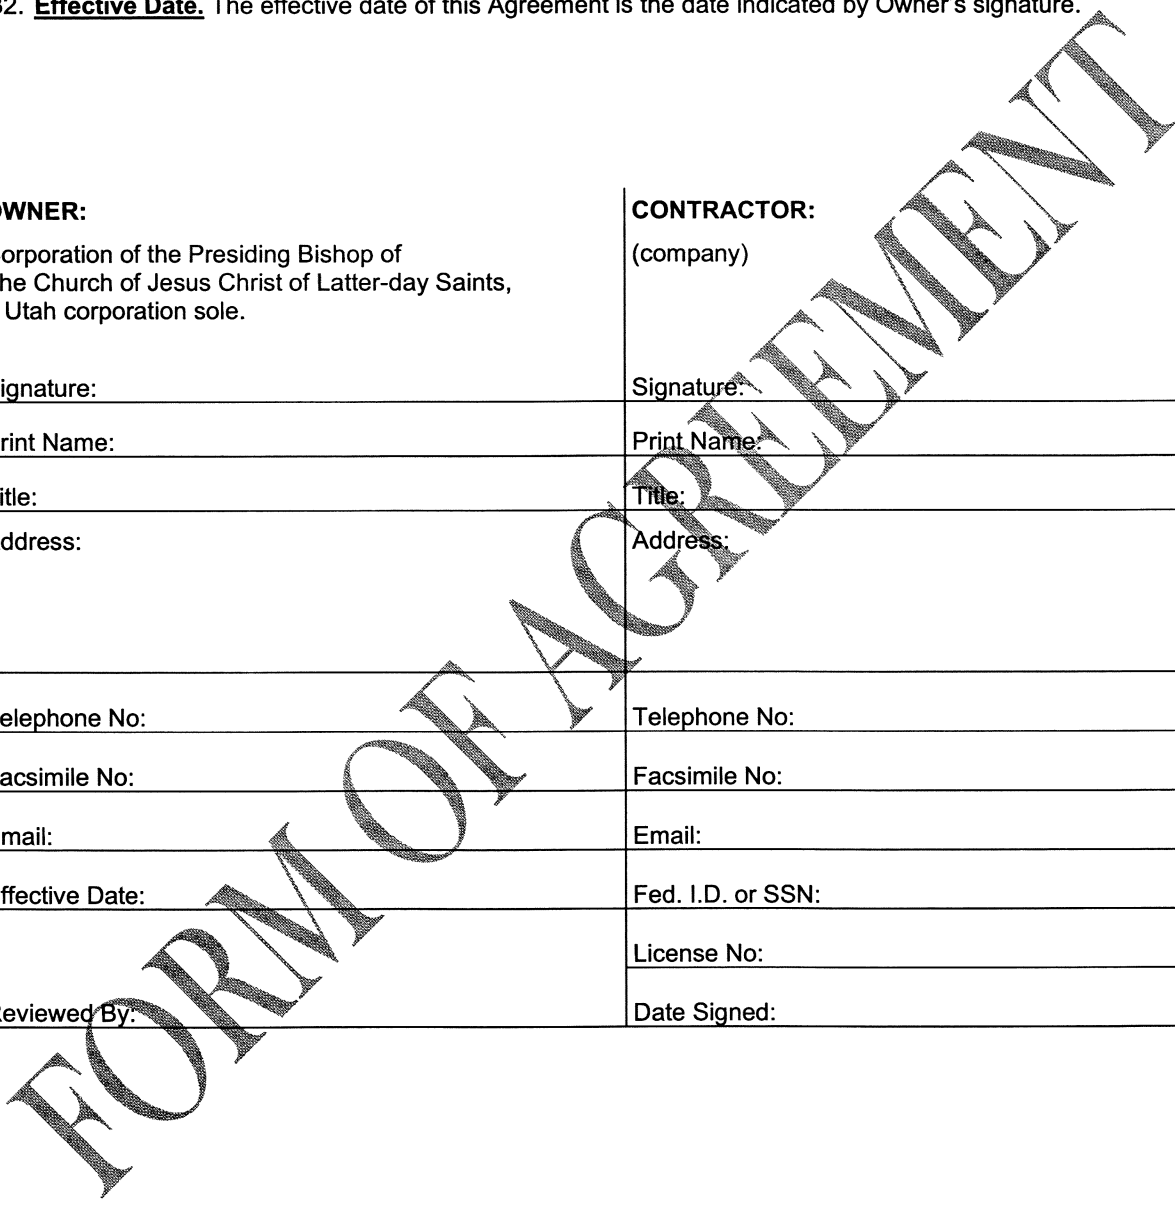 32. Effective Date. The effective date of this Agreement is the date indicated by Owner's signature.
OWNER:
orporation of the Presiding Bishop of
he Church of Jesus Christ of Latter-day Saints,
Utah corporation sole.
ignature:
rint Name:
itle:
ddress:
elephone No:
acsimile No:
mail:
ffective Date:
eviewed By:
CONTRACTOR:
(company)
Signature:
Print Name:
Title:
Address:
Telephone No:
Facsimile No:
Email:
Fed. I.D. or SSN:
License No:
Date Signed:
FORM OF AGREEMENT